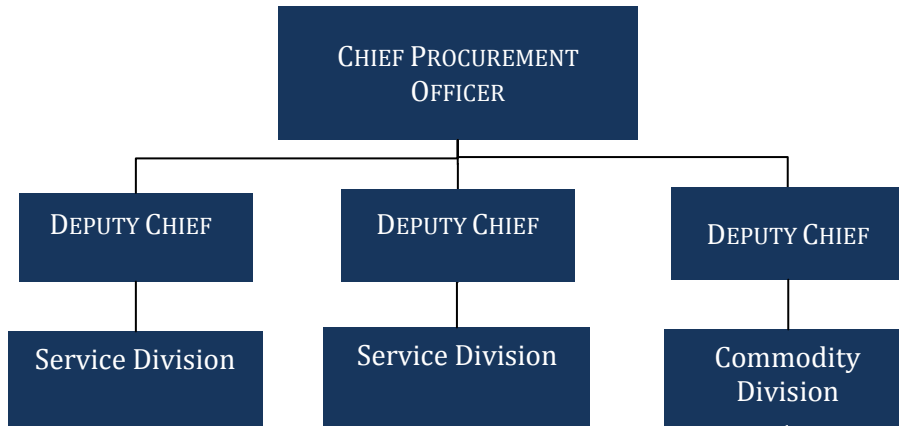 CHIEF PROCUREMENT
OFFICER
DEPUTY CHIEF
DEPUTY CHIEF
DEPUTY CHIEF
Service Division
Service Division
Commodity
Division